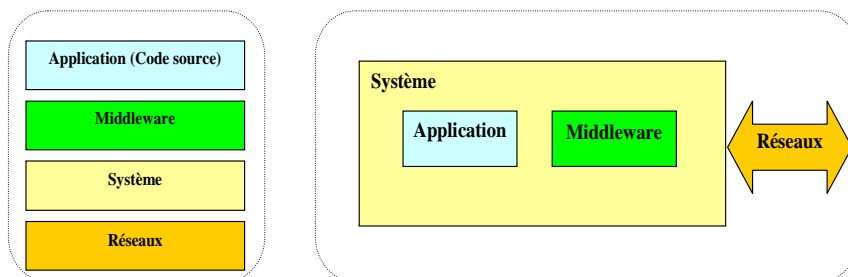 Application (Code source)
Middleware
Système
Réseaux
Système
Application
Middleware
Réseaux